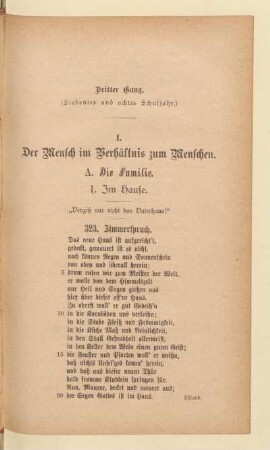 Dritter Gang.
(Siebentes und achtes Schuljahr.)
I.
Der Mensch im Verhältnis zum Menschen.
A. Die Familie.
1. Im Hause.
„Vergiß nur nicht das Vaterhaus!"
323. Zimmerspruch.
Das neue Haus ist aufgericht't,
gedeckt, gemauert ist es nicht,
noch können Regen und Sonnenschein
von oben und überall herein;
5 drum rufen wir zum Meister der Welt,
er wolle von dem Himmelszelt
nur Heil und Segen gießen aus
hier über dieses off'ne Haus.
Zu oberst woll' er gut Gedeih'n
10 in die Kornböden uns verleihn;
in die Stube Fleiß und Frömmigkeit,
in die Küche Maß und Reinlichkeit,
in den Stall Gesundheit allermeist,
in den Keller dem Wein einen guten Geist;
15 die Fenster und Pforten woll' er weihn,
daß nichts Unsel'ges komm' herein,
und daß aus dieser neuen Thür
bald fromme Kindlein springen für.
Nun, Maurer, decket und mauert aus;
20 der Segen Gottes ist im Haus. Uhland.